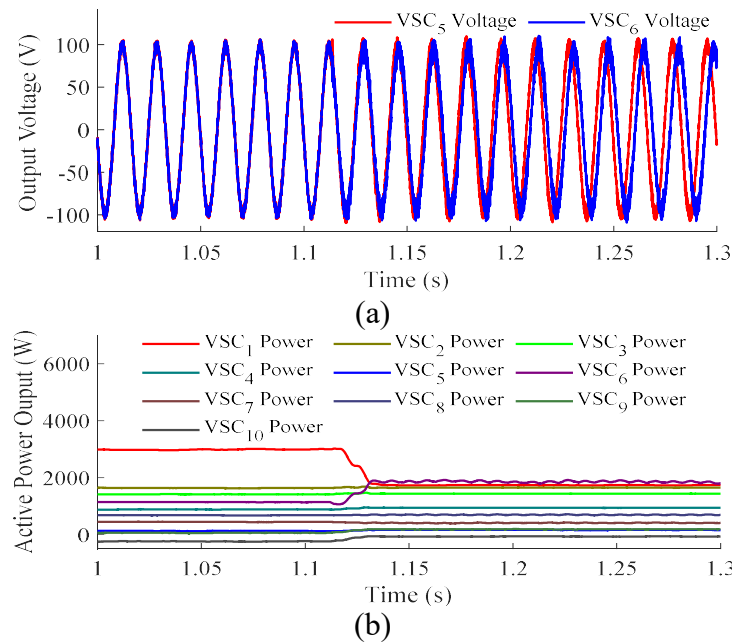 VSC5 Voltage VSC6 Voltage
Output Voltage (V)
100
50
0
-50
-100
1 1.05 1.1 1.15 1.2 1.25 1.3
Time (s)
(a)
VSC1 Power VSC2 Power VSC3 Power
VSC4 Power VSC5 Power VSC6 Power
VSC7 Power VSC8 Power VSC9 Power
VSC10 Power
Active Power Ouput (W)
6000
4000
2000
0
1 1.05 1.1 1.15 1.2 1.25 1.3
Time (s)
(b)